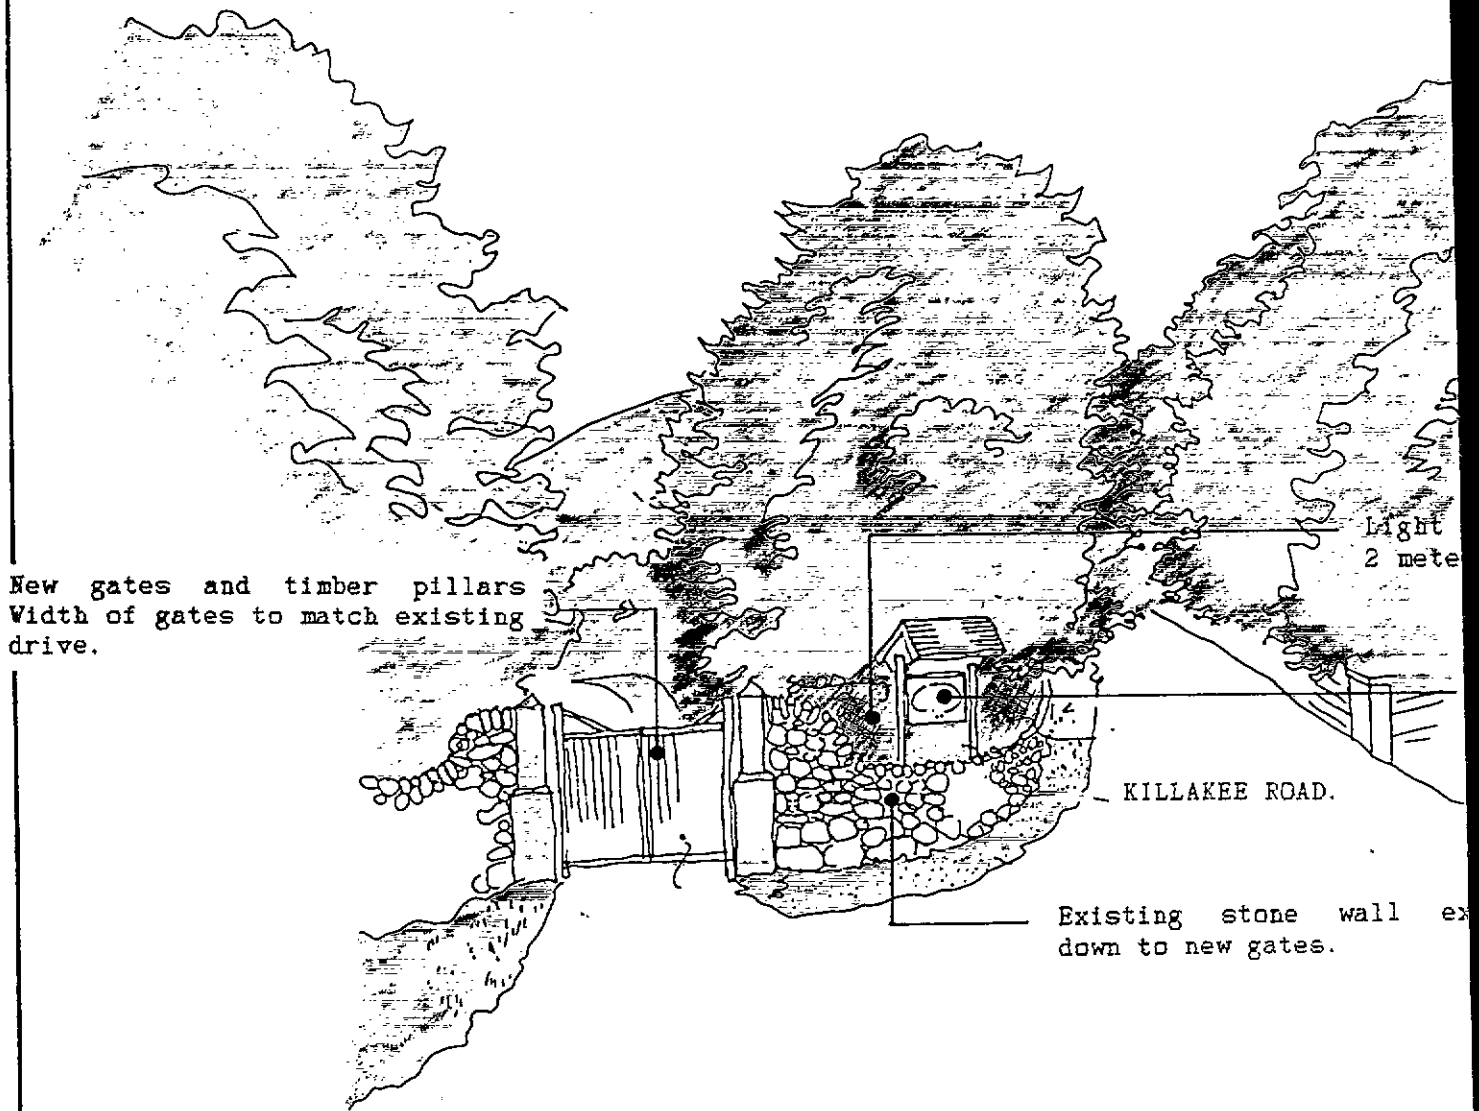 New gates and timber pillars
Width of gates to match existing
drive.
Light
2
KILLAKEE ROAD.
Existing stone wall
down to new gates.